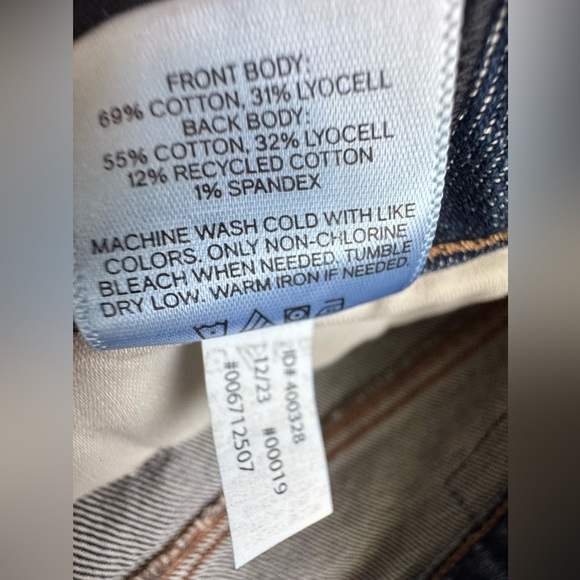 FRONT BODY:
69% COTTON, 31% LYOCELL
BACK BODY:
55% COTTON, 32% LYOCELL
12% RECYCLED COTTON
1% SPANDEX
MACHINE WASH COLD WITH LIKE
COLORS, ONLY NON-CHLORINE
BLEACH WHEN NEEDED. TUMBLE
DRY LOW. WARM IRON IF NEEDED.
ID# 400328
12/23 #00019
#006712507